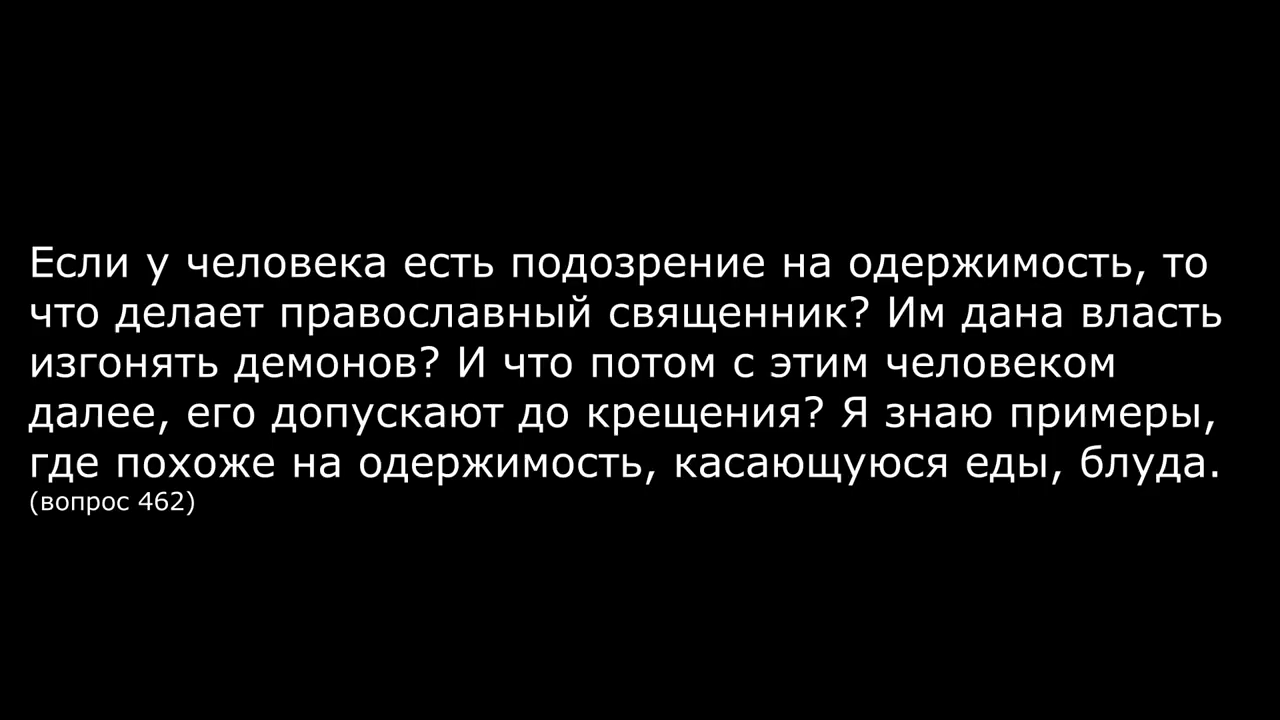 Если у человека есть подозрение на одержимость, то
что делает православный священник? Им дана власть
изгонять демонов? И что потом с этим человеком
далее, его допускают до крещения? Я знаю примеры,
где похоже на одержимость, касающуюся еды, блуда.
(вопрос 462)